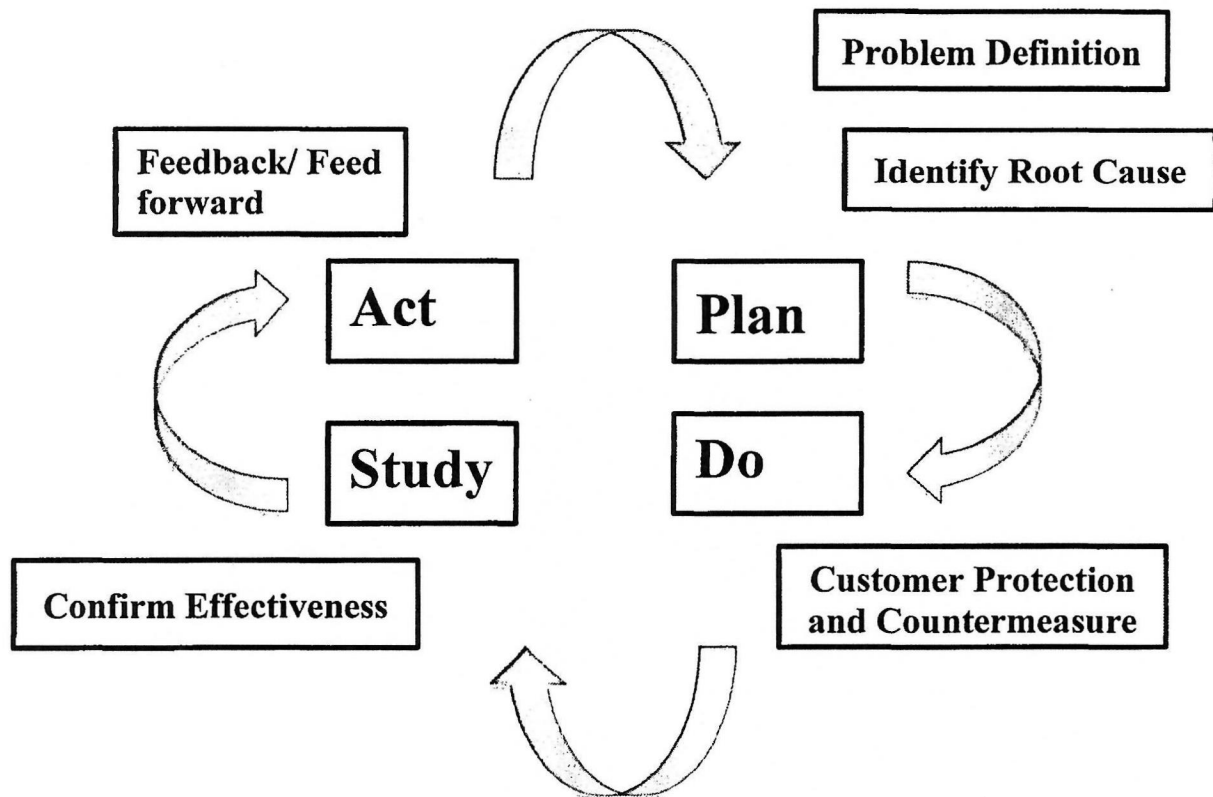 Problem Definition
Feedback/ Feed
forward
Identify Root Cause
Act
Plan
Study
Do
Confirm Effectiveness
Customer Protection
and Countermeasure